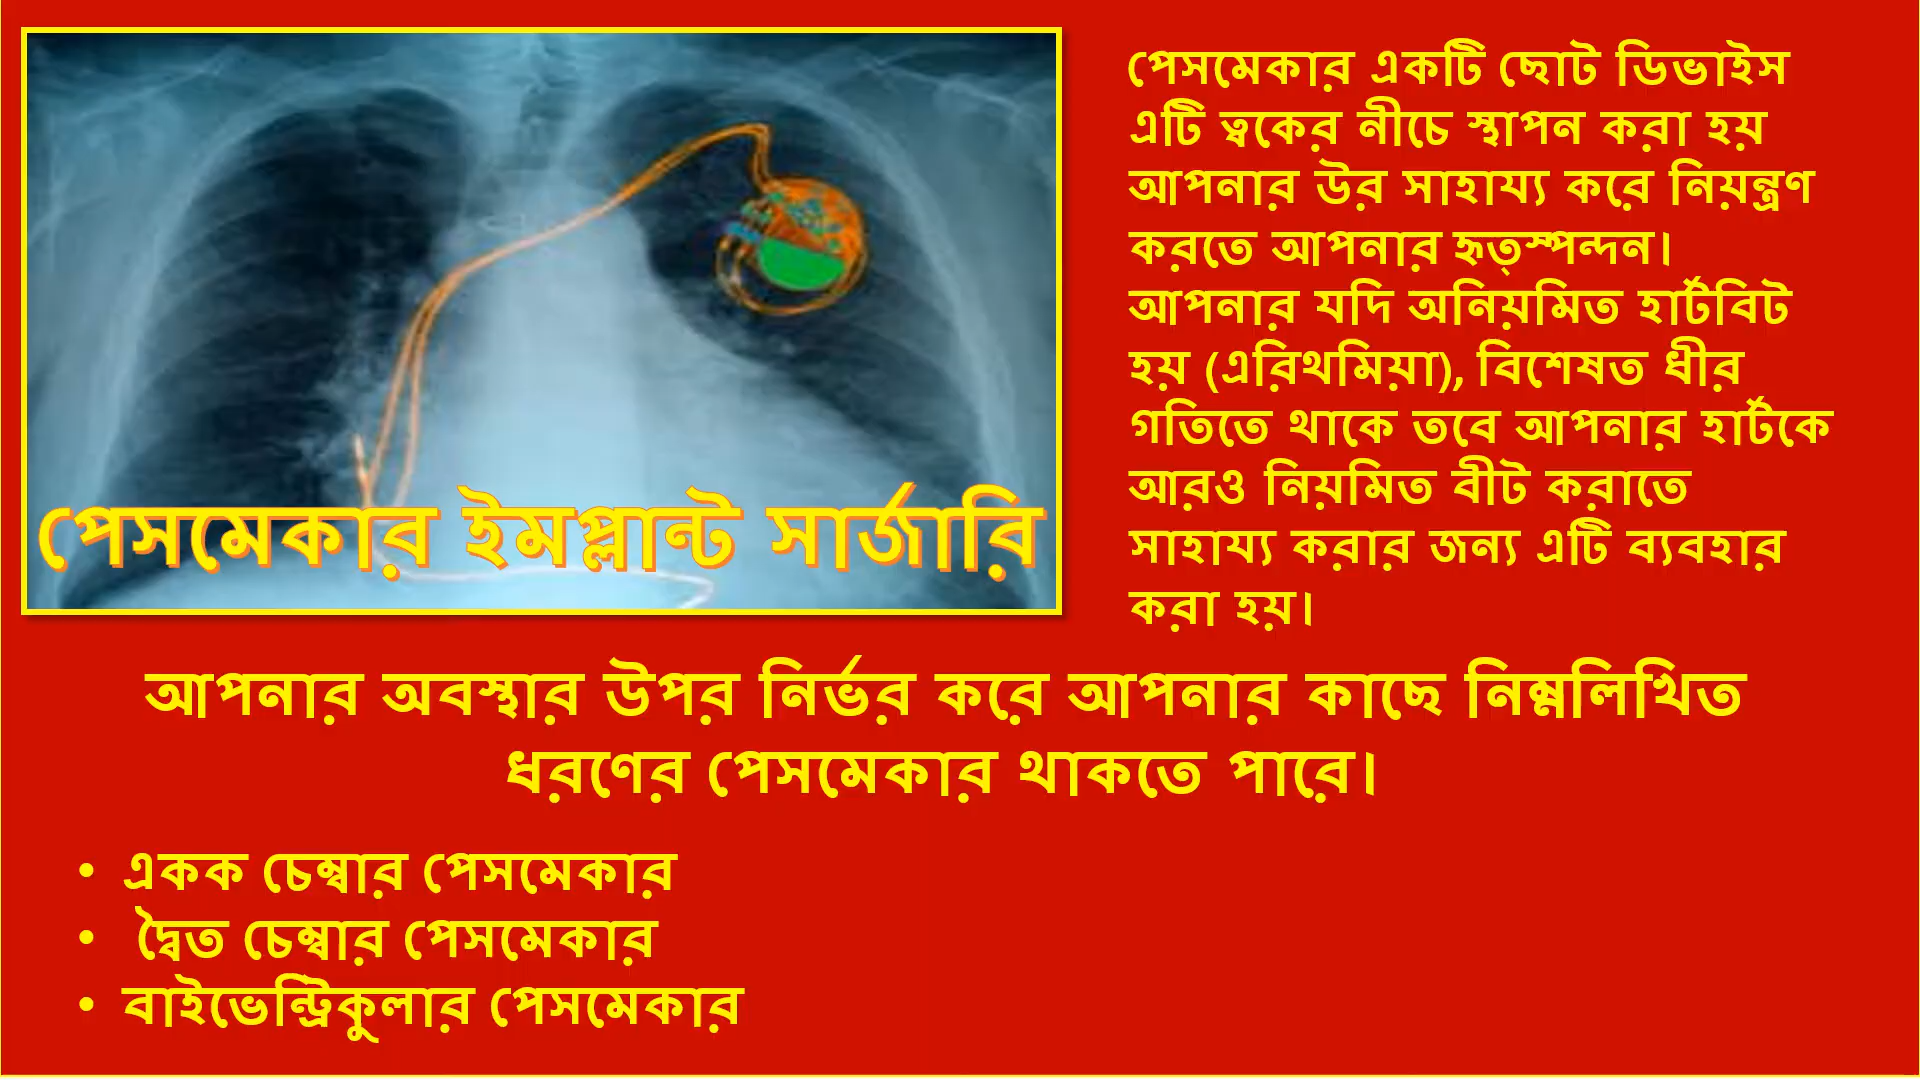 পেসমেকার ইমপ্লান্ট সার্জারি
পেসমেকার একটি ছোট ডিভাইস
এটি ত্বকের নীচে স্থাপন করা হয়
আপনার উর সাহায্য করে নিয়ন্ত্রণ
করতে আপনার হৃত্স্পন্দন।
আপনার যদি অনিয়মিত হার্টবিট
হয় (এরিথমিয়া), বিশেষত ধীর
গতিতে থাকে তবে আপনার হার্টকে
আরও নিয়মিত বীট করাতে
সাহায্য করার জন্য এটি ব্যবহার
করা হয়।
আপনার অবস্থার উপর নির্ভর করে আপনার কাছে নিম্নলিখিত
ধরণের পেসমেকার থাকতে পারে।
• একক চেম্বার পেসমেকার
• দ্বৈত চেম্বার পেসমেকার
• বাইভেন্ট্রিকুলার পেসমেকার